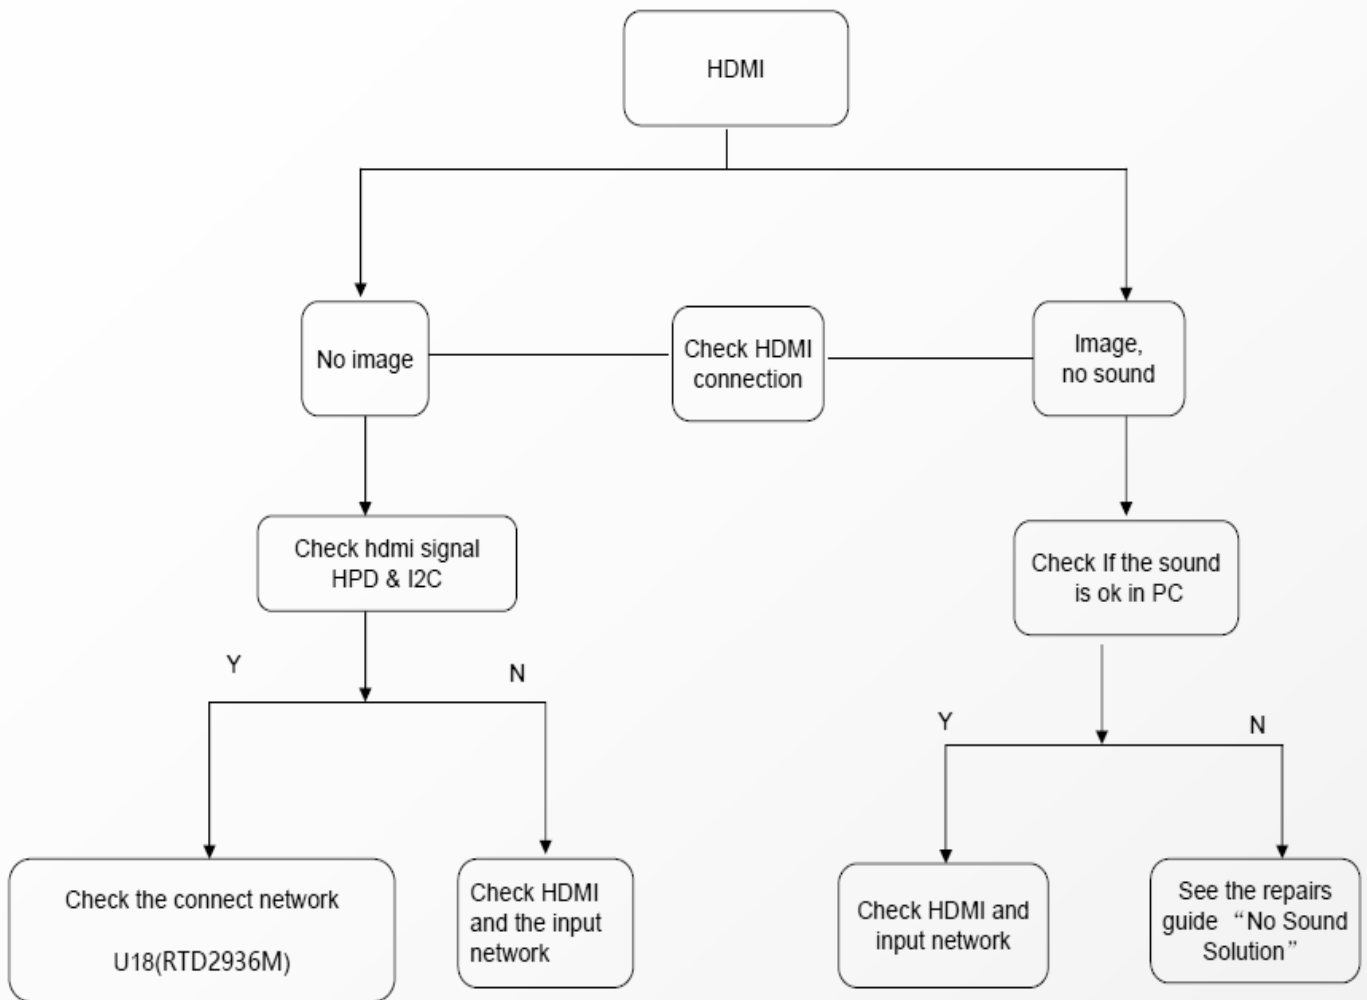 HDMI
No image
Check HDMI
connection
Image,
no sound
Check hdmi signal
HPD & I2C
Check If the sound
is ok in PC
Y
N
Y
N
Check the connect network
U18(RTD2936M)
Check HDMI
and the input
network
Check HDMI and
input network
See the repairs
guide “No Sound
Solution”